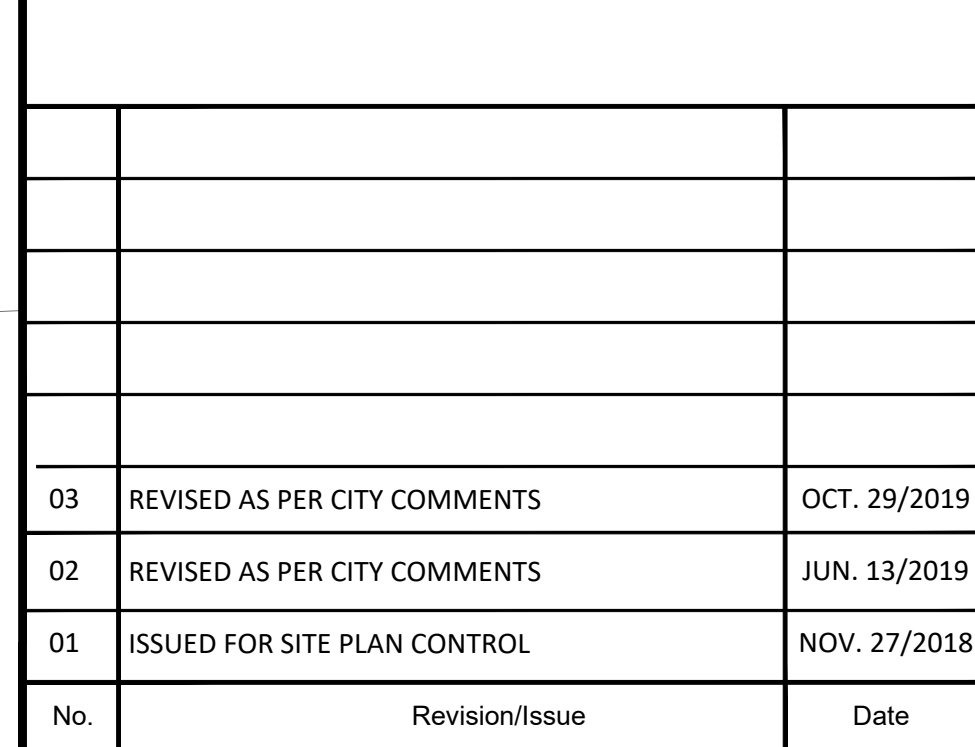 03 REVISED AS PER CITY COMMENTS OCT. 29/2019
02 REVISED AS PER CITY COMMENTS JUN. 13/2019
01 ISSUED FOR SITE PLAN CONTROL NOV. 27/2018
No. Revision/Issue Date